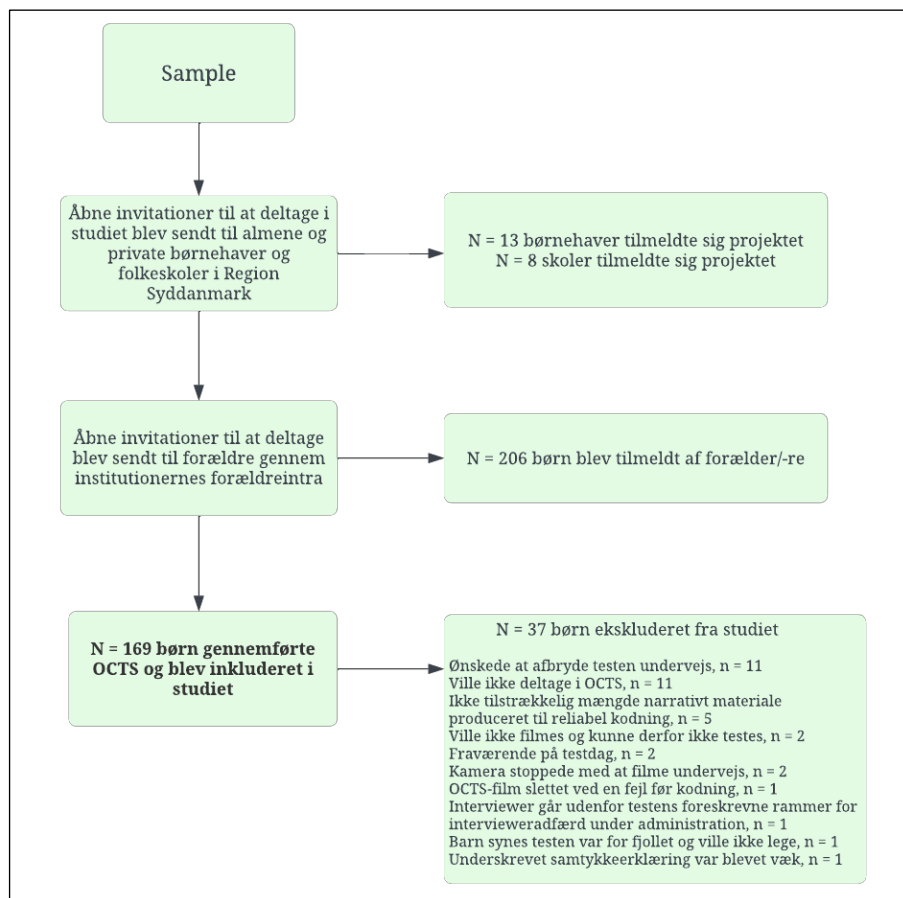 Sample
Åbne invitationer til at deltage i
studiet blev sendt til almene og
private børnehaver og
folkeskoler i Region
Syddanmark
N = 13 børnehaver tilmeldte sig projektet
N = 8 skoler tilmeldte sig projektet
Åbne invitationer til at deltage
blev sendt til forældre gennem
institutionernes forældreintra
N = 206 børn blev tilmeldt af forælder/-re
N = 169 børn gennemførte
OCTS og blev inkluderet i
studiet
N = 37 børn ekskluderet fra studiet
Ønskede at afbryde testen undervejs, n = 11
Ville ikke deltage i OCTS, n = 11
Ikke tilstrækkelig mængde narrativt materiale
produceret til reliabel kodning, n = 5
Ville ikke filmes og kunne derfor ikke testes, n = 2
Fraværende på testdag, n = 2
Kamera stoppede med at filme undervejs, n = 2
OCTS-film slettet ved en fejl før kodning, n = 1
Interviewer går udenfor testens foreskrevne rammer for
intervieweradfærd under administration, n = 1
Barn synes testen var for fjollet og ville ikke lege, n = 1
Underskrevet samtykkeerklæring var blevet væk, n = 1